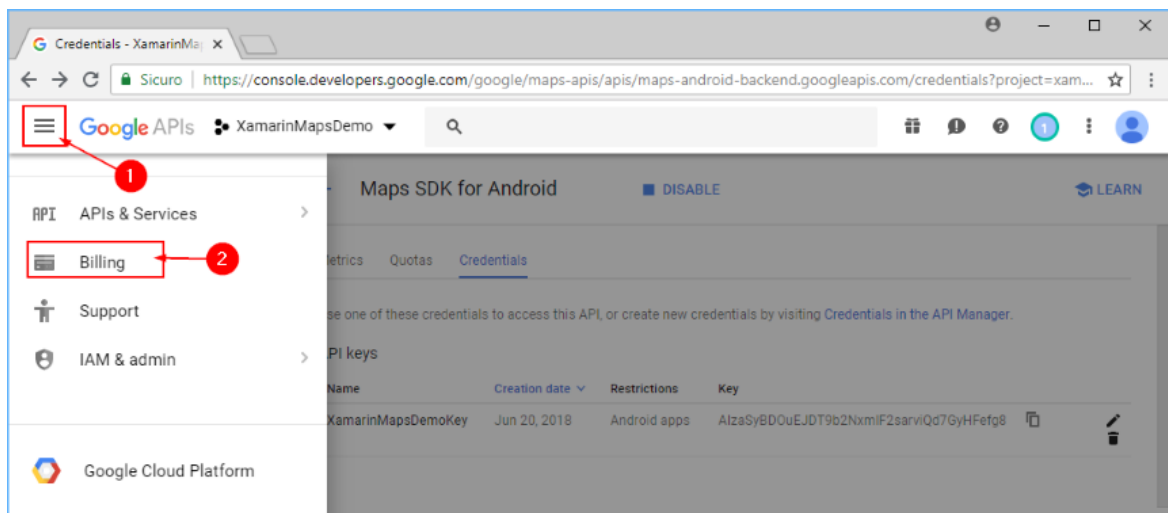 Credentials - XamarinMa
Sicuro https://console.developers.google.com/google/maps-apis/apis/maps-android-backend.googleapis.com/credentials?project=xam...
Google APIs XamarinMapsDemo 1
1
Maps SDK for Android DISABLE LEARN
API APIs & Services
Billing 2
etrics Quotas Credentials
Support
se one of these credentials to access this API, or create new credentials by visiting Credentials in the API Manager.
IAM & admin
PI keys
Name Creation date Restrictions Key
XamarinMapsDemoKey Jun 20, 2018 Android apps AIzaSyBDOuEJDT9b2NxmIF2sarviQd7GyHFefg8
Google Cloud Platform